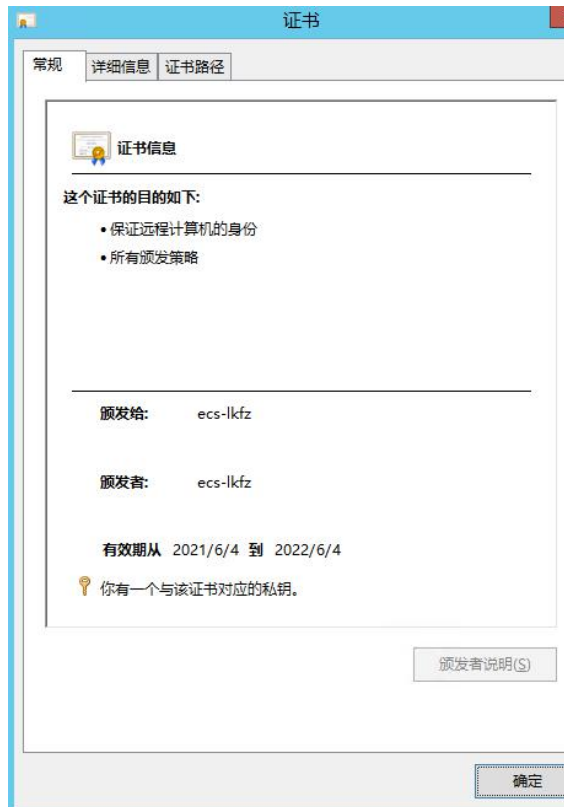 证书
常规 详细信息 证书路径
证书信息
这个证书的目的如下:
•保证远程计算机的身份
•所有颁发策略
颁发给: ecs-lkfz
颁发者: ecs-lkfz
有效期从 2021/6/4 到 2022/6/4
你有一个与该证书对应的私钥。
颁发者说明(S)
确定